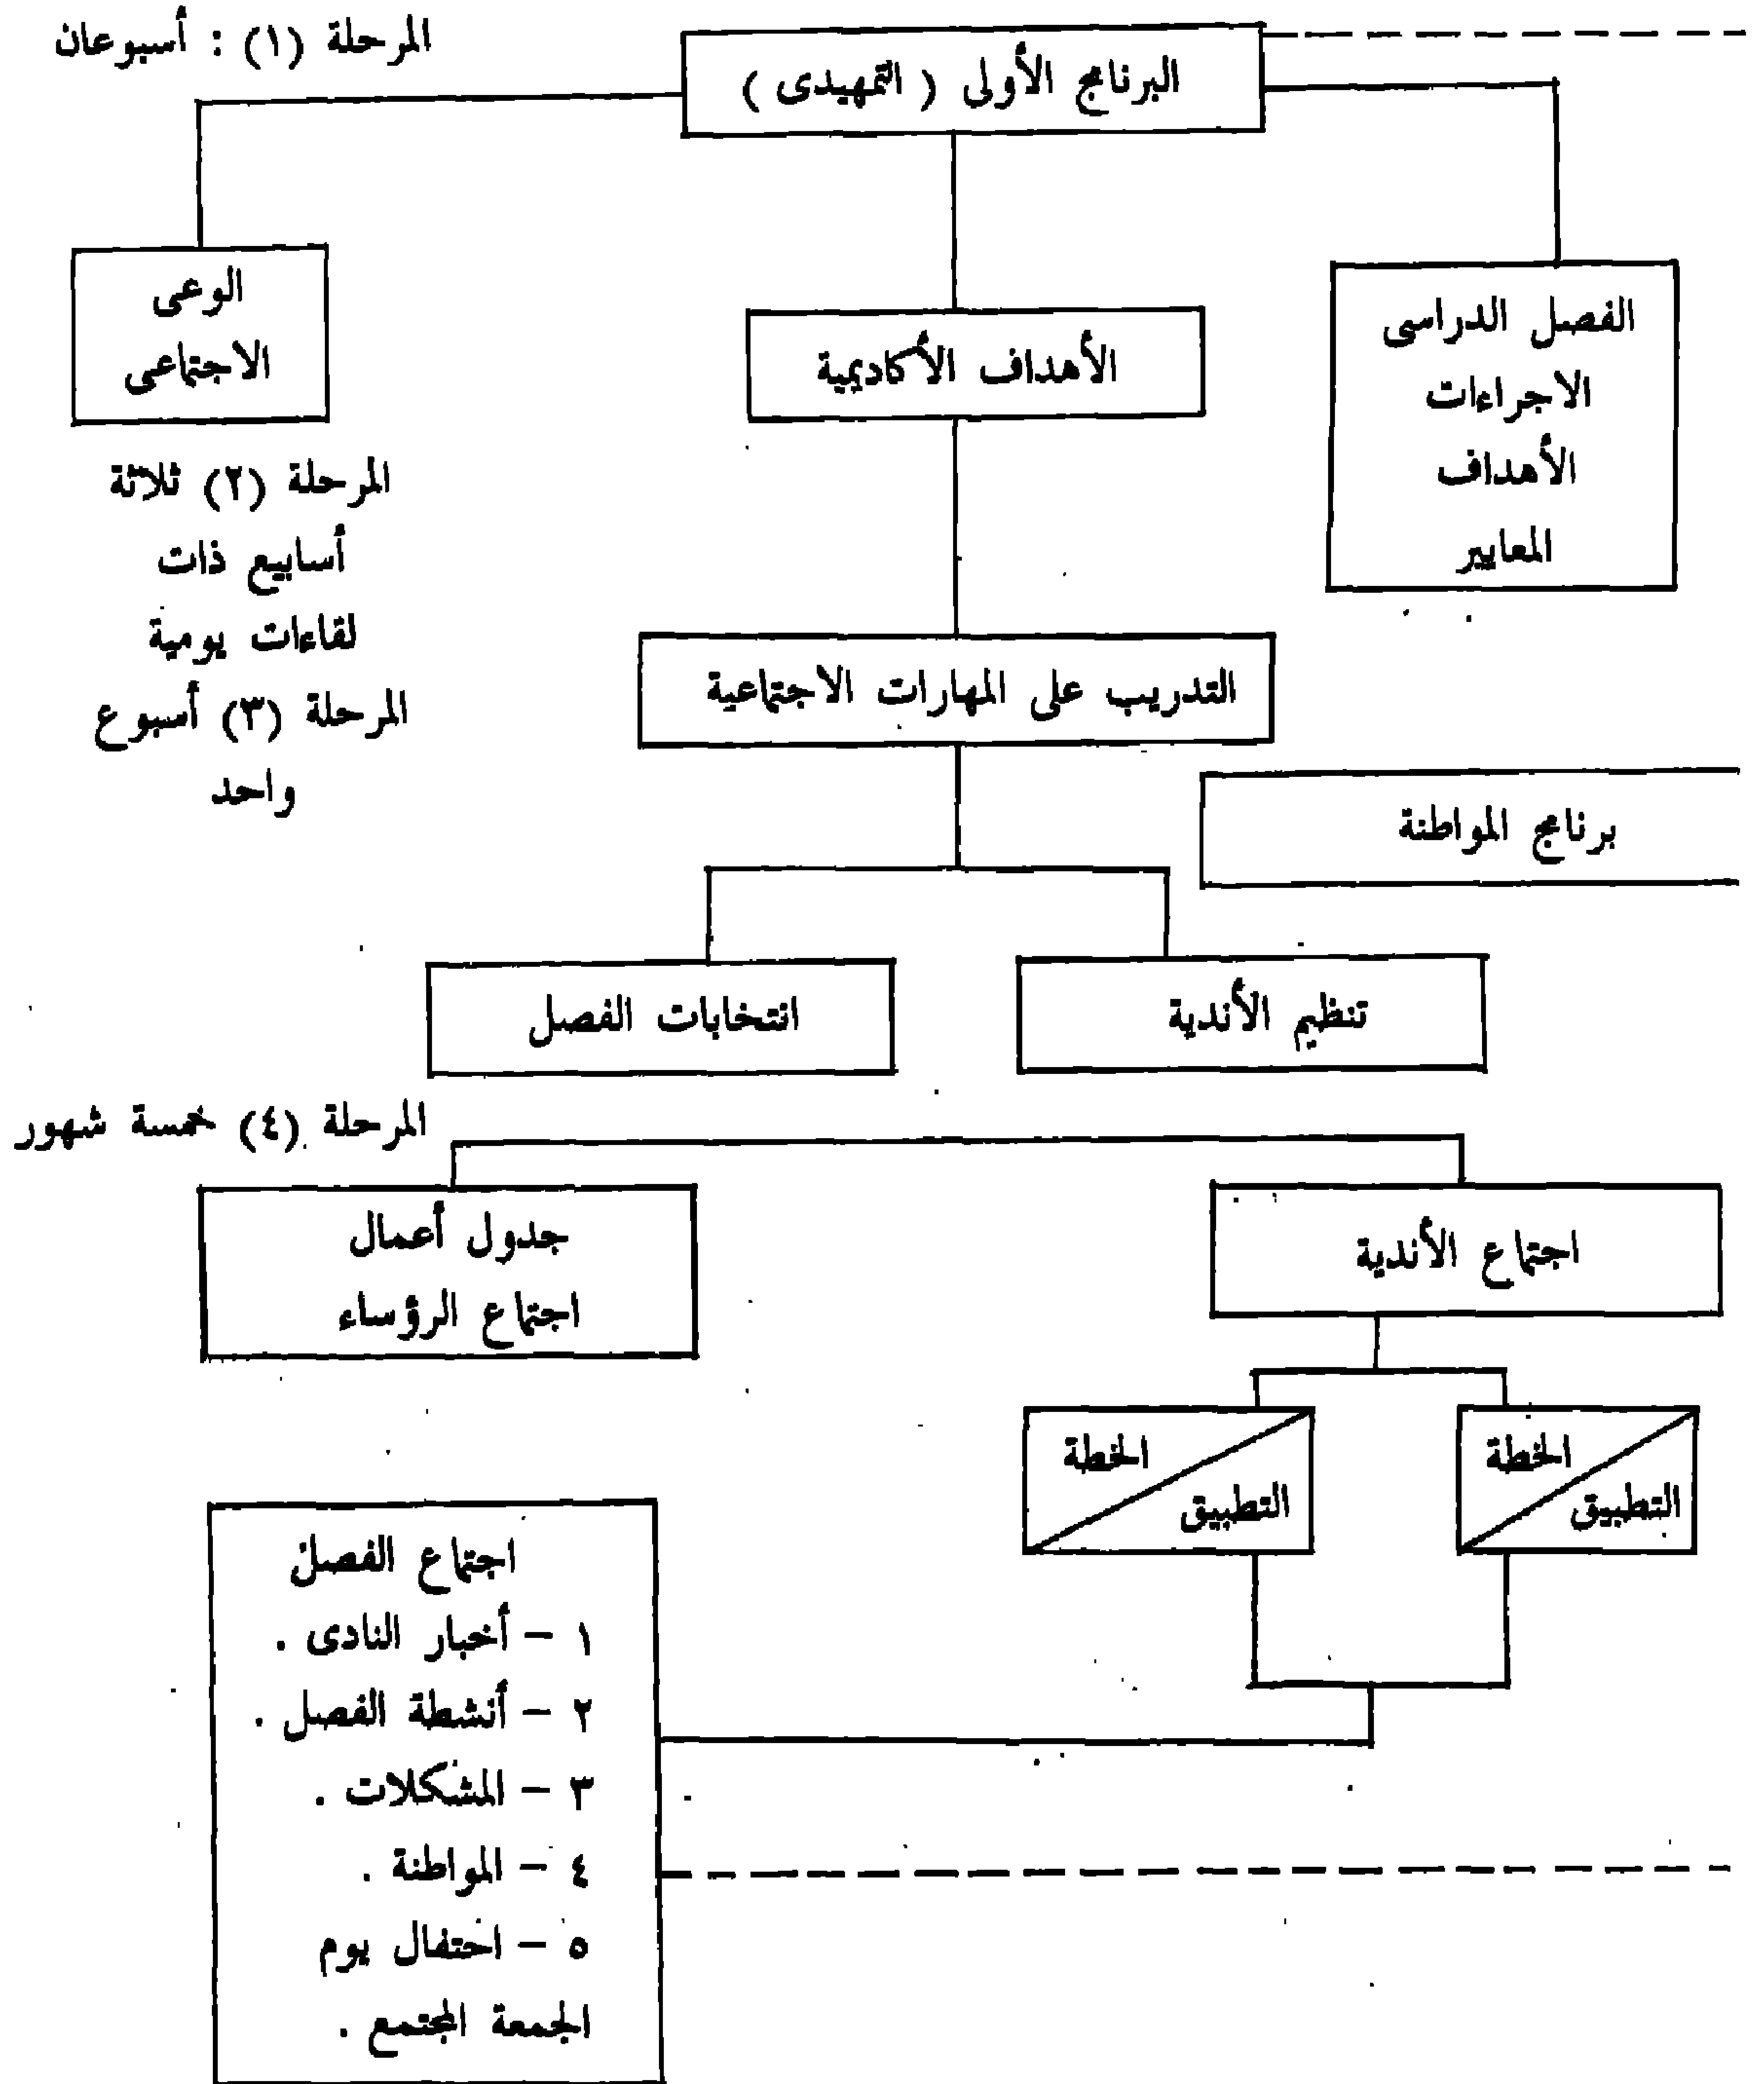 المرحلة (١) : أسبوعان
البرنامج الأولى ( التمهيدى )
الفصل الدراسى
الاجراءات
الأهداف
المعايير
الأهداف الأكاديمية
الوعى
الاجتماعى
المرحلة (٢) ثلاثة
أسابيع ذات
لقاءات يومية
المرحلة (٣) أسبوع
واحد
التدريب على المهارات الاجتماعية
برنامج المواطنة
تنظيم الأندية
انتخابات الفصل
المرحلة (٤) خمسة شهور
اجتماع الأندية
جدول أعمال
اجتماع الرؤساء
الخطة
التطبيق
الخطة
التطبيق
اجتماع الفصل
١ – أخبار النادى .
٢ – أنشطة الفصل .
٣ – المشكلات .
٤ – المواطنة .
٥ – احتفال يوم
الجمعة المجتمع .